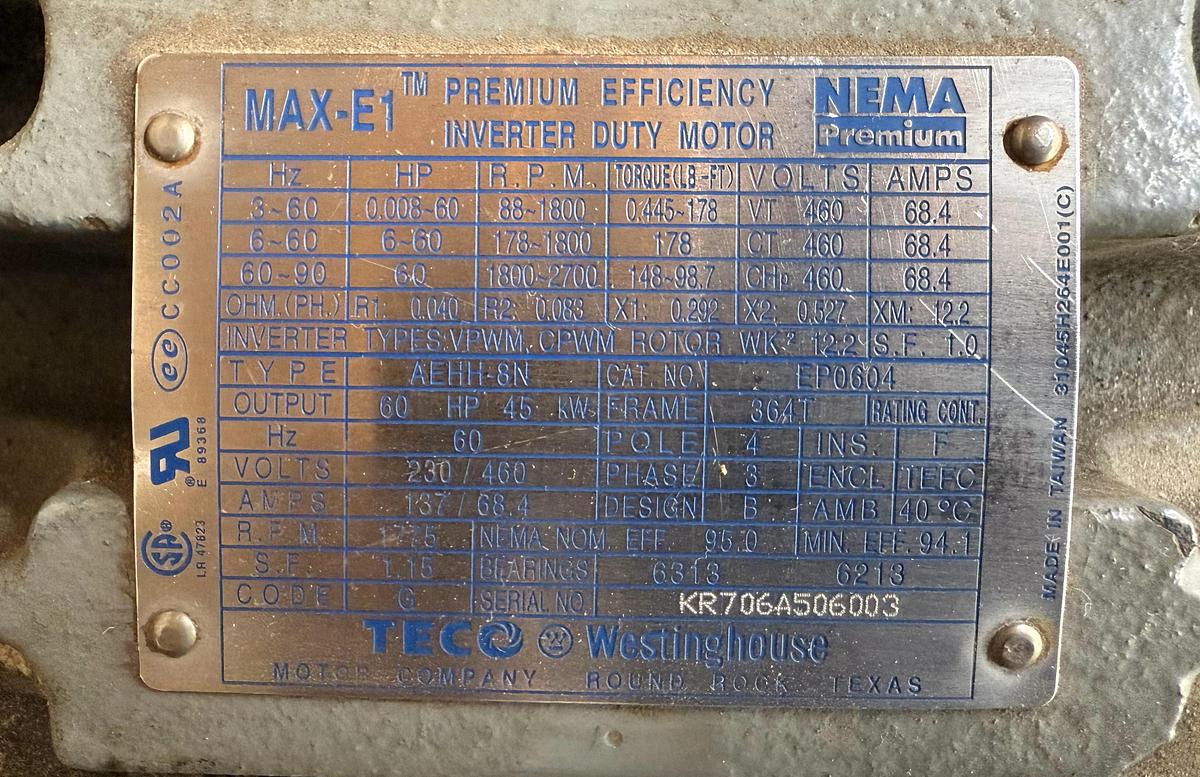 MAX-E1™ PREMIUM EFFICIENCY INVERTER DUTY MOTOR NEMA Premium
Hz HP R.P.M. TORQUE(LB-FT) VOLTS AMPS
3~60 0.008~60 88~1800 0.445~178 VT 460 68.4
6~60 6~60 178~1800 178 CT 460 68.4
60~90 60 1800~2700 148~98.7 CHp 460 68.4
OHM.(PH.) R1: 0.040 R2: 0.083 X1: 0.292 X2: 0.527 XM: 12.2
INVERTER TYPES:VPWM, CPWM ROTOR WK² 12.2 S.F. 1.0
TYPE AEHH-8N CAT. NO. EP0604
OUTPUT 60 HP 45 kW FRAME 364T RATING CONT.
Hz 60 POLE 4 INS. F
VOLTS 230 / 460 PHASE 3 ENCL TEFC
AMPS 137 / 68.4 DESIGN B AMB 40°C
R.P.M. 1775 NEMA NOM. EFF. 95.0 MIN. EFF. 94.1
S.F. 1.15 BEARINGS 6313 6213
CODE G SERIAL NO. KR706A506003
TECO Westinghouse
MOTOR COMPANY ROUND ROCK, TEXAS
ee CC002A
UR ® E 89368
SP ® LR 47823
MADE IN TAIWAN 31045H264E001(C)